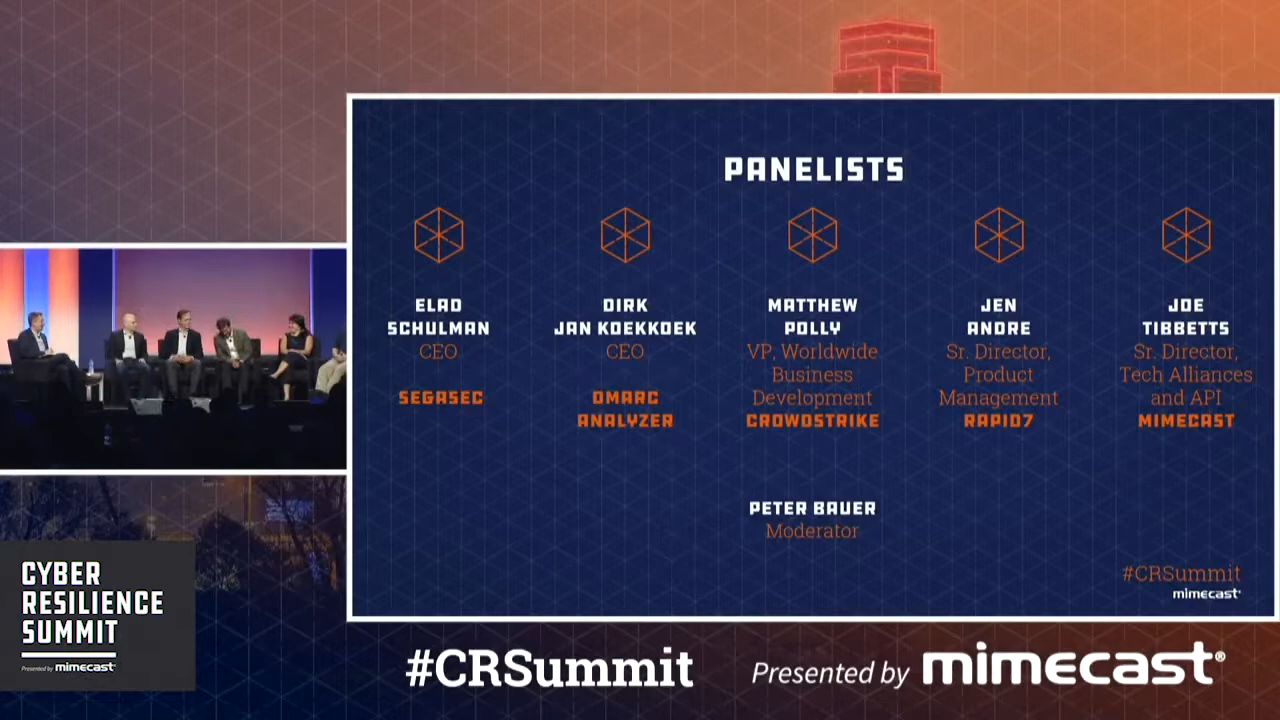 PANELISTS
ELAD
SCHULMAN
CEO
SEGASEC
DIRK
JAN KOEKKOEK
CEO
DMARC
ANALYZER
MATTHEW
POLLY
VP, Worldwide
Business
Development
CROWDSTRIKE
JEN
ANDRE
Sr. Director,
Product
Management
RAPID7
JOE
TIBBETTS
Sr. Director,
Tech Alliances
and API
MIMECAST
PETER BAUER
Moderator
#CRSummit
mimecast®
CYBER
RESILIENCE
SUMMIT
Presented by mimecast®
#CRSummit
Presented by mimecast®